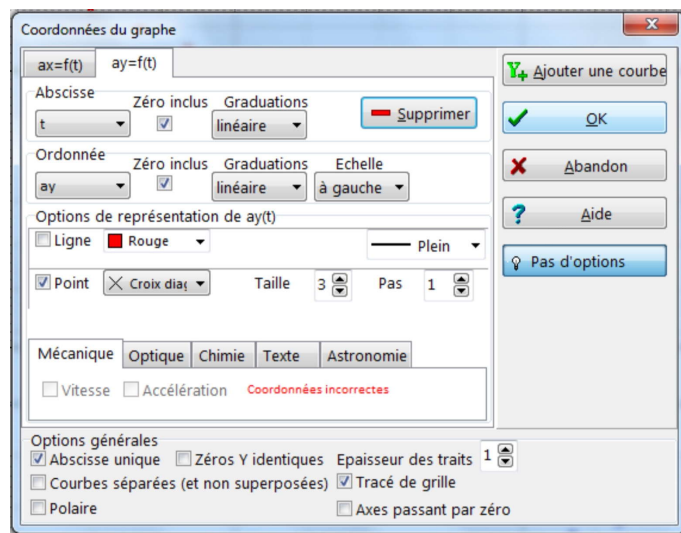 Coordonnées du graphe
ax=f(t) ay=f(t)
Abscisse
Zéro inclus Graduations
t linéaire Supprimer
Ordonnée
Zéro inclus Graduations Echelle
ay linéaire à gauche
Options de représentation de ay(t)
Ligne Rouge Plein
Point Croix diag Taille 3 Pas 1
Mécanique Optique Chimie Texte Astronomie
Vitesse Accélération Coordonnées incorrectes
Y+ Ajouter une courbe
OK
Abandon
? Aide
Pas d'options
Options générales
Abscisse unique Zéros Y identiques Epaisseur des traits 1
Courbes séparées (et non superposées) Tracé de grille
Polaire Axes passant par zéro